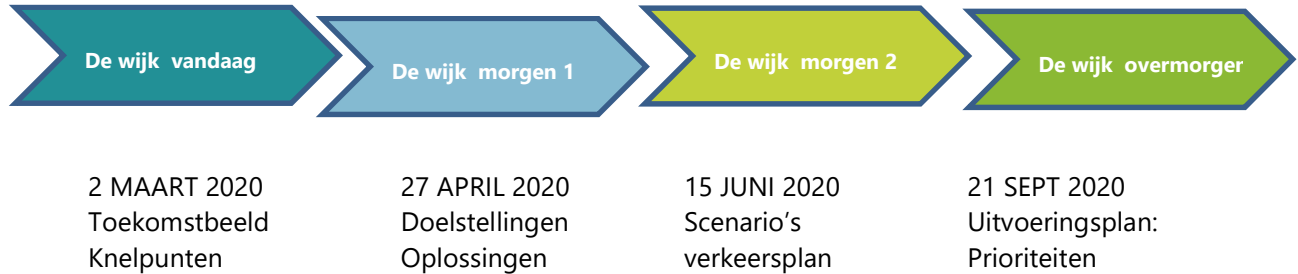 De wijk vandaag
De wijk morgen 1
De wijk morgen 2
De wijk overmorger
2 MAART 2020
Toekomstbeeld
Knelpunten
27 APRIL 2020
Doelstellingen
Oplossingen
15 JUNI 2020
Scenario’s
verkeersplan
21 SEPT 2020
Uitvoeringsplan:
Prioriteiten